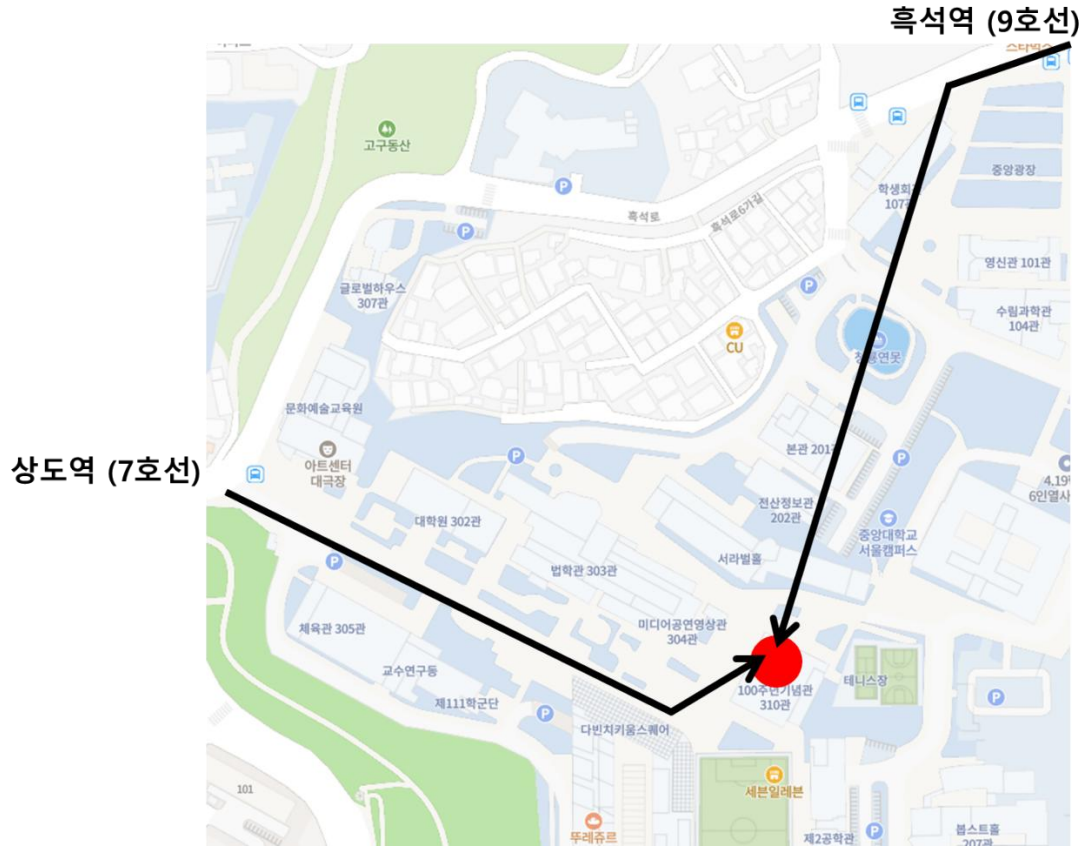 흑석역 (9호선)
스타벅스
고구동산
중앙광장
학생회관
107관
흑석로
흑석로6가길
영신관 101관
글로벌하우스
307관
수림과학관
104관
CU
청룡연못
문화예술교육원
본관 201관
상도역 (7호선)
아트센터
대극장
4.19
6인열사
전산정보관
202관
대학원 302관
중앙대학교
서울캠퍼스
서라벌홀
법학관 303관
체육관 305관
미디어공연영상관
304관
교수연구동
테니스장
100주년기념관
310관
제111학군단
다빈치키움스퀘어
101
세븐일레븐
뚜레쥬르
제2공학관
봅스트홀
207관